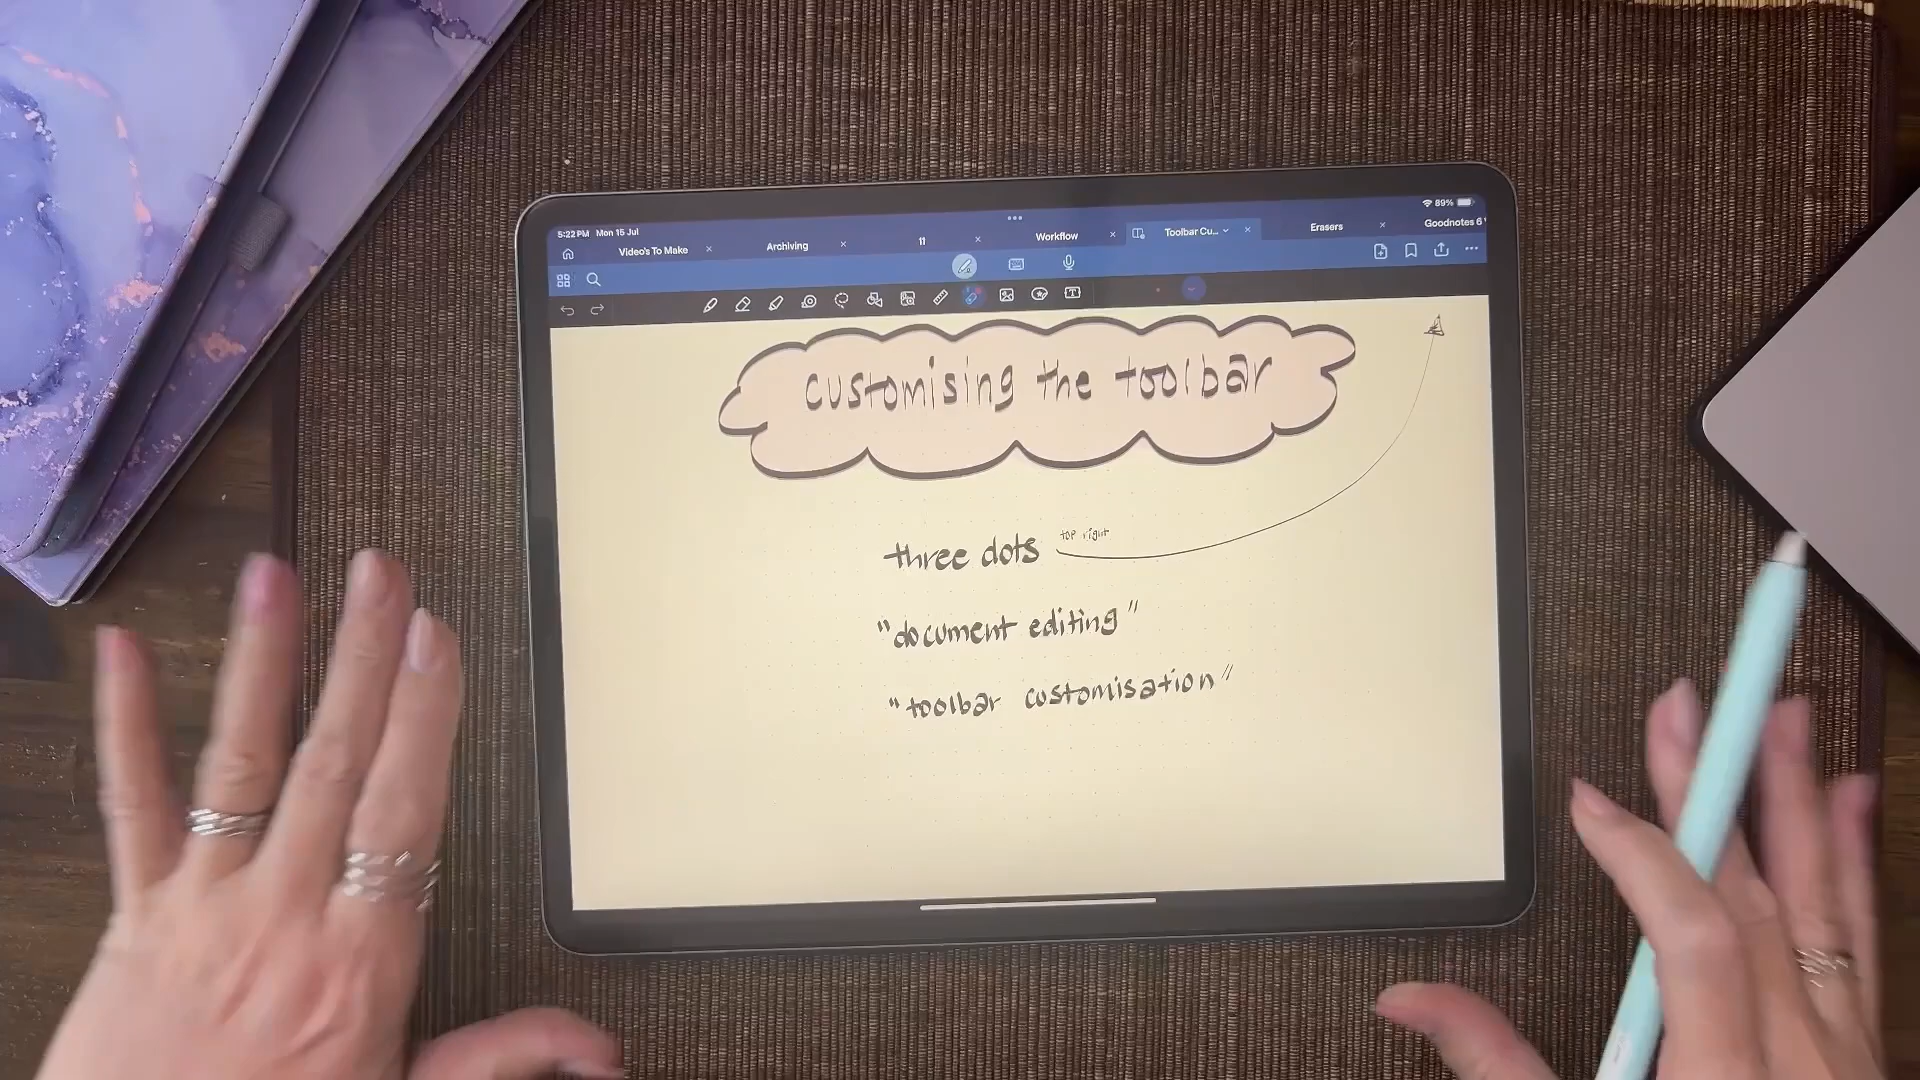 5:22 PM Mon 15 Jul
89%
Video's To Make
Archiving
11
Workflow
Toolbar Cu...
Erasers
Goodnotes 6
customising the toolbar
top right
three dots
"document editing"
"toolbar customisation"